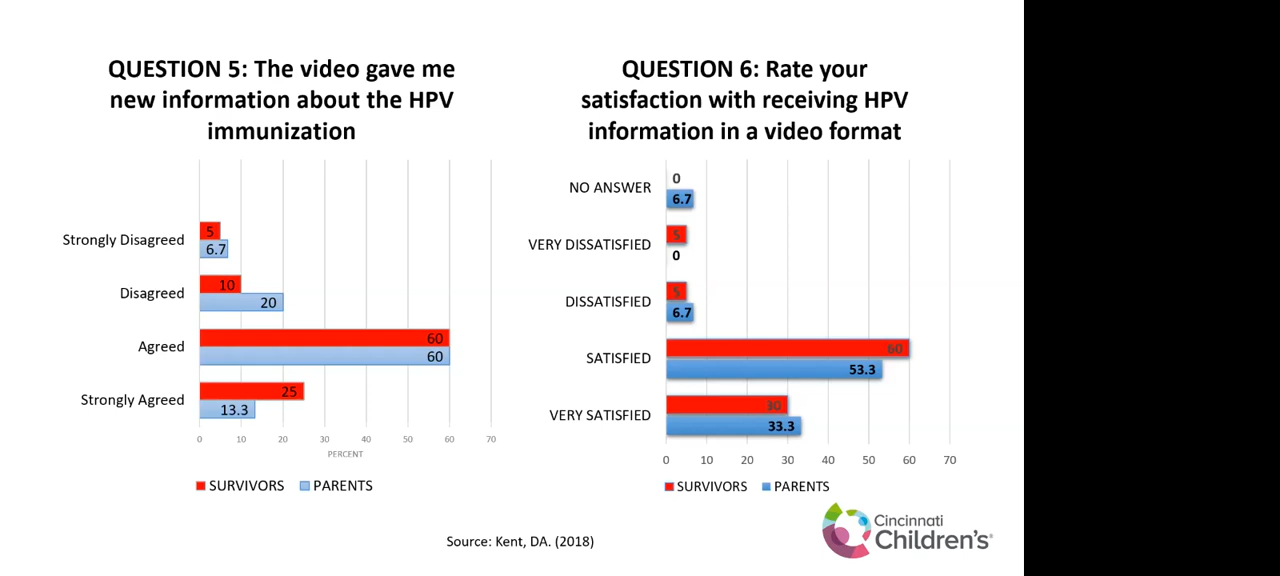 QUESTION 5: The video gave me
new information about the HPV
immunization
Strongly Disagreed
5
6.7
Disagreed
10
20
Agreed
60
60
Strongly Agreed
25
13.3
0 10 20 30 40 50 60 70
PERCENT
SURVIVORS PARENTS
QUESTION 6: Rate your
satisfaction with receiving HPV
information in a video format
NO ANSWER
0
6.7
VERY DISSATISFIED
5
0
DISSATISFIED
5
6.7
SATISFIED
60
53.3
VERY SATISFIED
30
33.3
0 10 20 30 40 50 60 70
SURVIVORS PARENTS
Source: Kent, DA. (2018)
Cincinnati
Children's